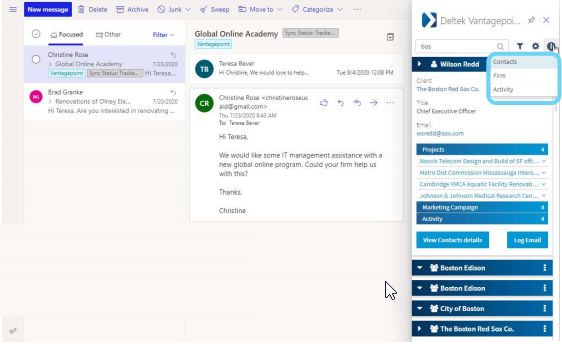 New message Delete Archive Junk Sweep Move to Categorize ...
Focused Other Filter
Christine Rose
> Global Online Academy 7/23/2020
Vantagepoint Sync Status: Tracke... Hi Teresa...
BG
Brad Granke
> Renovations of Olney Ele... 7/20/2020
Hi Teresa. Are you interested in renovating ...
Global Online Academy Sync Status: Tracke...
Vantagepoint
TB
Teresa Bever
Hi Christine, We would love to help... Tue 8/4/2020 12:08 PM
CR
Christine Rose <christineroseus
aid@gmail.com>
Thu 7/23/2020 8:43 AM
To: Teresa Bever
Hi Teresa,
We would like some IT management assistance with a
new global online program. Could your firm help us
with this?
Thanks,
Christine
Deltek Vantagepoi...
bos
Contacts
Firm
Activity
Wilson Redd
Client
The Boston Red Sox Co.
Title
Chief Executive Officer
Email
wsredd@sox.com
Projects 4
Novvis Telecom Design and Build of SF offi...
Metro Dist Commission Missassauga Inters...
Cambridge YMCA Aquatic Facility Renovati...
Johnson & Johnson Medical Research Cen...
Marketing Campaign 4
Activity 4
View Contacts details Log Email
Boston Edison
Boston Edison
City of Boston
The Boston Red Sox Co.